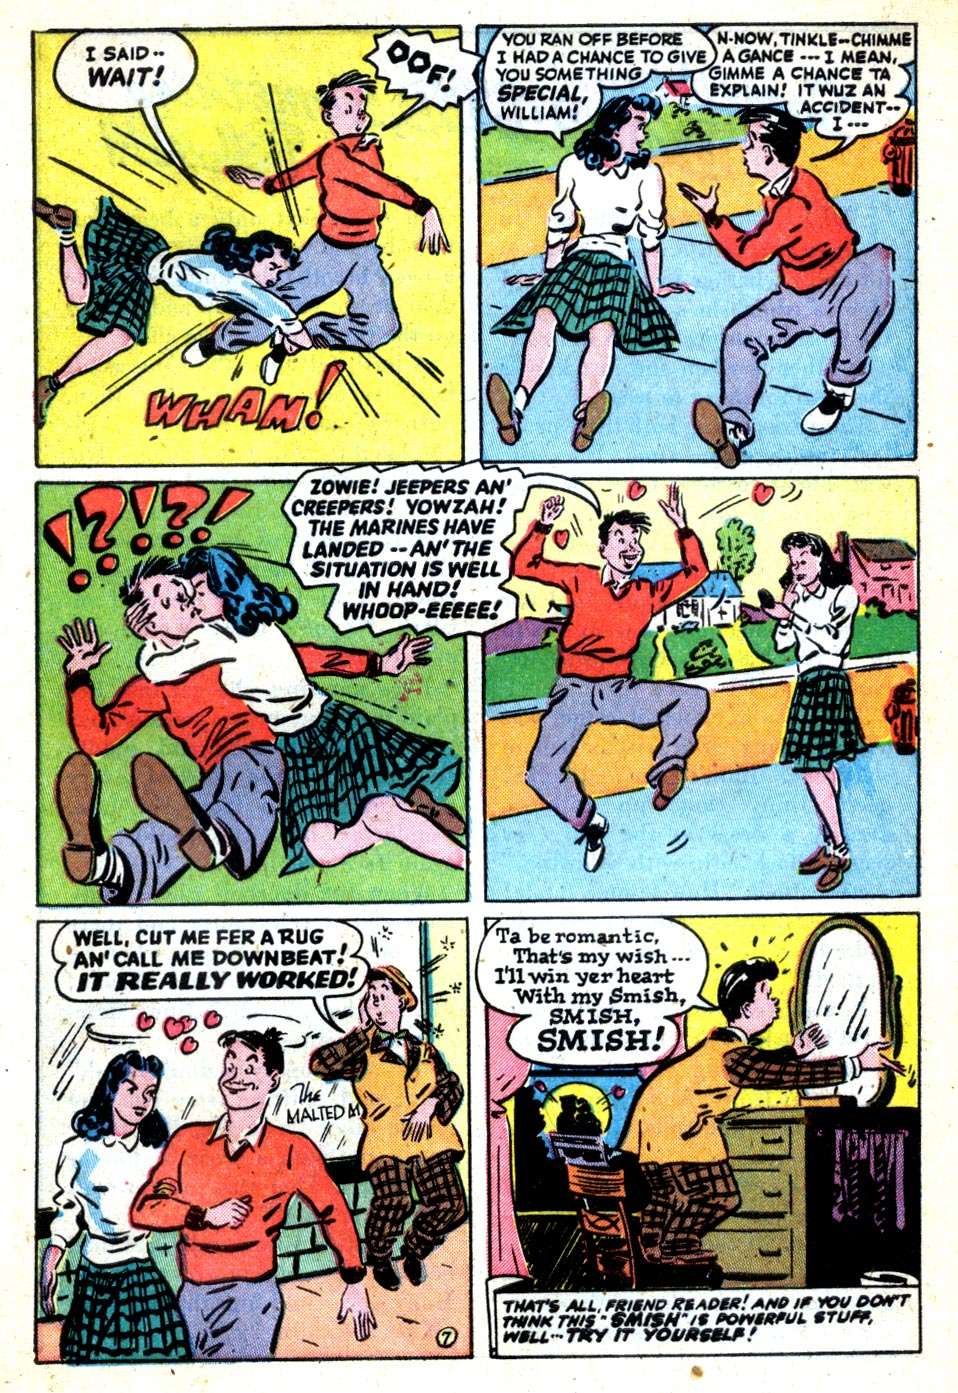 I SAID--
WAIT!
OOF!
WHAM!
YOU RAN OFF BEFORE
I HAD A CHANCE TO GIVE
YOU SOMETHING
SPECIAL,
WILLIAM!
N-NOW, TINKLE--CHIMME
A GANCE --- I MEAN,
GIMME A CHANCE TA
EXPLAIN! IT WUZ AN
ACCIDENT--
I ---
!?!?!
ZOWIE! JEEPERS AN'
CREEPERS! YOWZAH!
THE MARINES HAVE
LANDED -- AN' THE
SITUATION IS WELL
IN HAND!
WHOOP-EEEEE!
WELL, CUT ME FER A RUG
AN' CALL ME DOWNBEAT!
IT REALLY WORKED!
The
MALTED M
7
Ta be romantic,
That's my wish...
I'll win yer heart
With my Smish,
SMISH,
SMISH!
THAT'S ALL, FRIEND READER! AND IF YOU DON'T
THINK THIS "SMISH" IS POWERFUL STUFF,
WELL--- TRY IT YOURSELF!